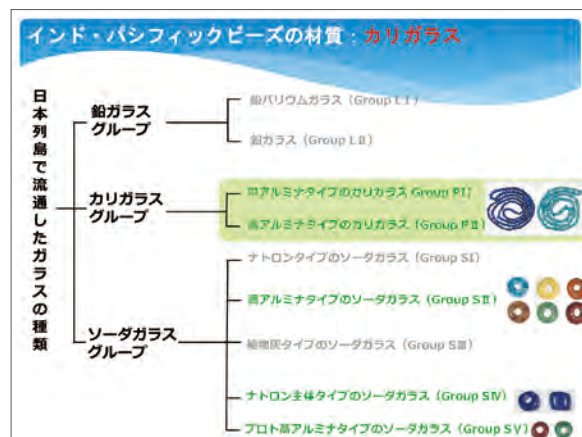 インド・パシフィックビーズの材質：カリガラス
日本列島で流通したガラスの種類
鉛ガラス
グループ
鉛バリウムガラス（Group LⅠ）
鉛ガラス（Group LⅡ）
カリガラス
グループ
中アルミナタイプのカリガラス Group PⅠ）
高アルミナタイプのカリガラス（Group PⅡ）
ソーダガラス
グループ
ナトロンタイプのソーダガラス（Group SⅠ）
高アルミナタイプのソーダガラス（Group SⅡ）
植物灰タイプのソーダガラス（Group SⅢ）
ナトロン主体タイプのソーダガラス（Group SⅣ）
プロト高アルミナタイプのソーダガラス（Group SⅤ）